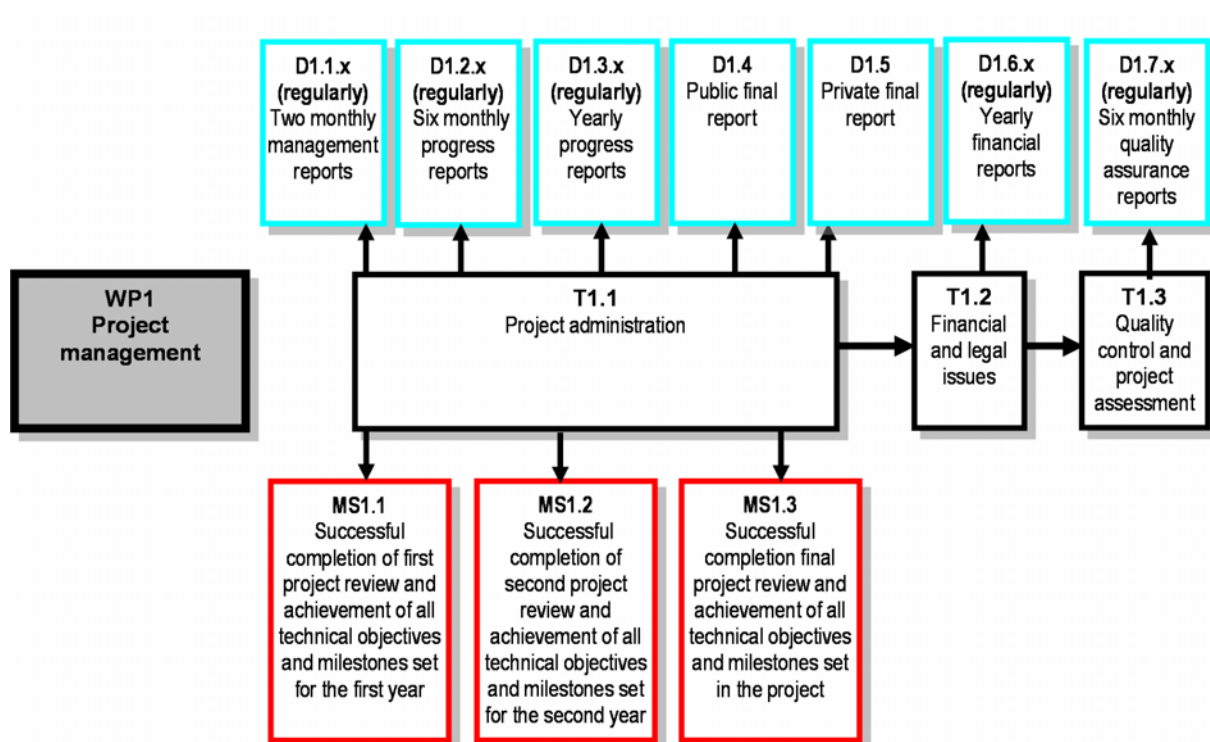 D1.1.x
(regularly)
Two monthly
management
reports
D1.2.x
(regularly)
Six monthly
progress
reports
D1.3.x
(regularly)
Yearly
progress
reports
D1.4
Public final
report
D1.5
Private final
report
D1.6.x
(regularly)
Yearly
financial
reports
D1.7.x
(regularly)
Six monthly
quality
assurance
reports
WP1
Project
management
T1.1
Project administration
T1.2
Financial
and legal
issues
T1.3
Quality
control and
project
assessment
MS1.1
Successful
completion of first
project review and
achievement of all
technical objectives
and milestones set
for the first year
MS1.2
Successful
completion of
second project
review and
achievement of all
technical objectives
and milestones set
for the second year
MS1.3
Successful
completion final
project review and
achievement of all
technical objectives
and milestones set
in the project